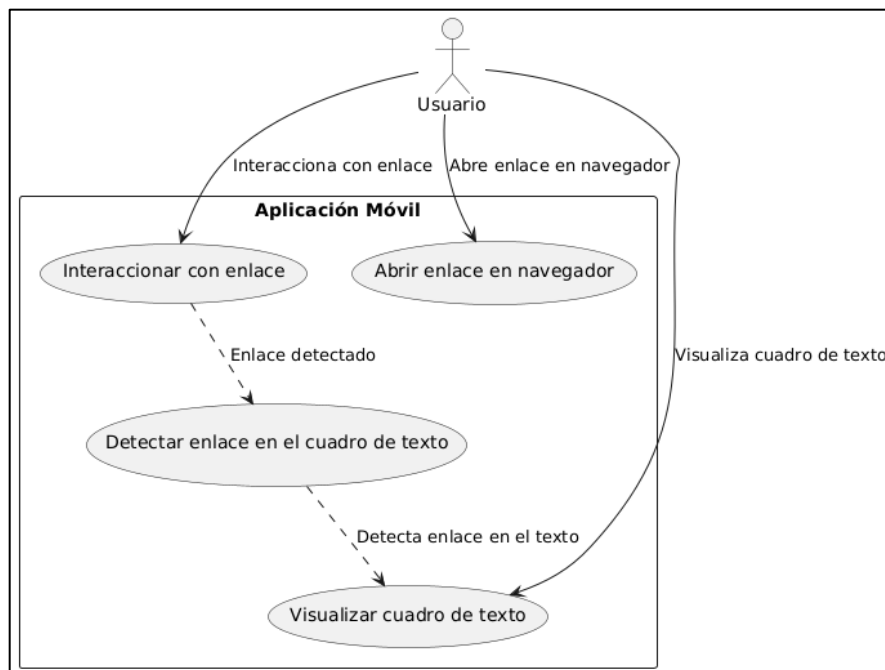 Usuario
Interacciona con enlace
Abre enlace en navegador
Aplicación Móvil
Interaccionar con enlace
Abrir enlace en navegador
Enlace detectado
Visualiza cuadro de texto
Detectar enlace en el cuadro de texto
Detecta enlace en el texto
Visualizar cuadro de texto